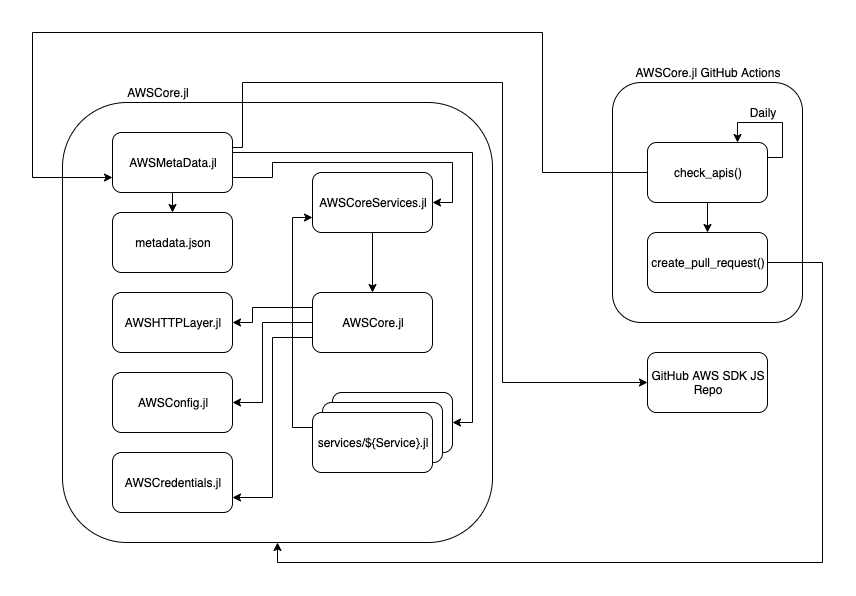 AWSCore.jl GitHub Actions
AWSCore.jl
Daily
AWSMetaData.jl
check_apis()
AWSCoreServices.jl
metadata.json
create_pull_request()
AWSHTTPLayer.jl
AWSCore.jl
GitHub AWS SDK JS
Repo
AWSConfig.jl
services/${Service}.jl
AWSCredentials.jl